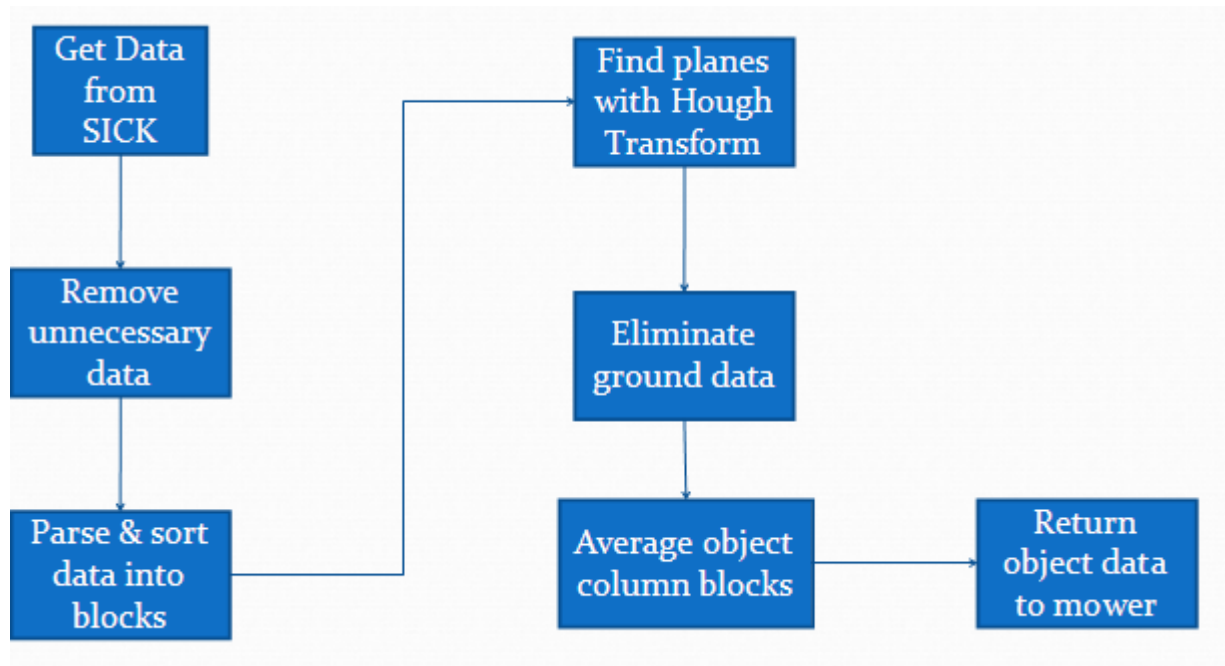 Get Data
from
SICK
Remove
unnecessary
data
Parse & sort
data into
blocks
Find planes
with Hough
Transform
Eliminate
ground data
Average object
column blocks
Return
object data
to mower